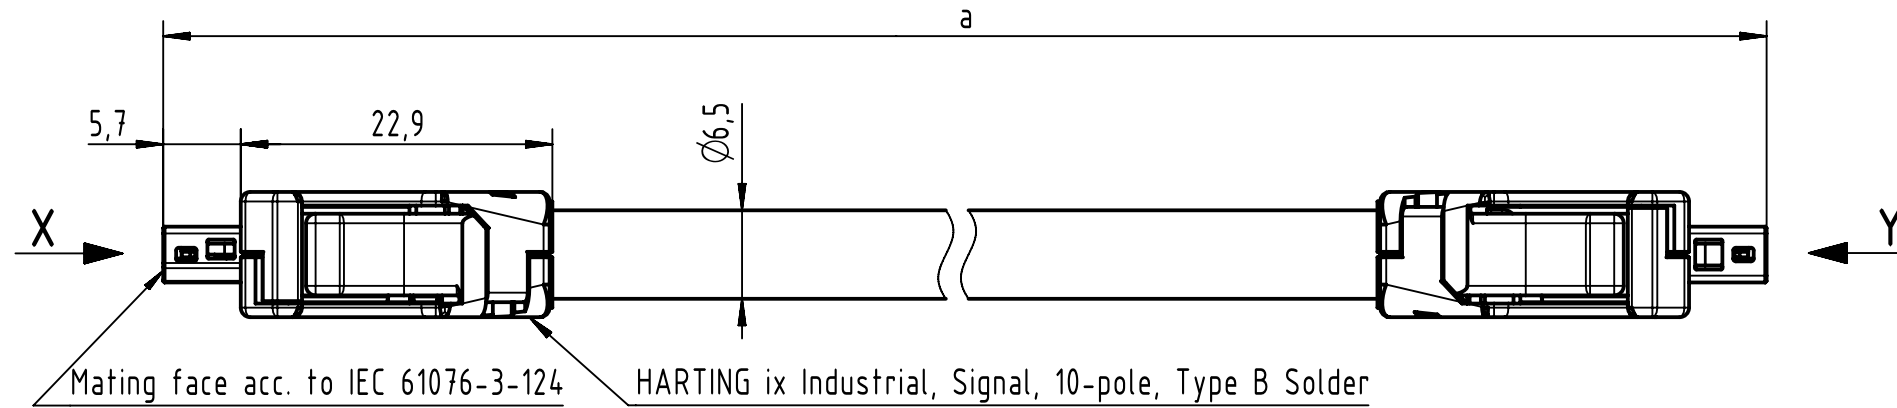 a
5,7
22,9
Ø6,5
X
Y
Mating face acc. to IEC 61076-3-124
HARTING ix Industrial, Signal, 10-pole, Type B Solder